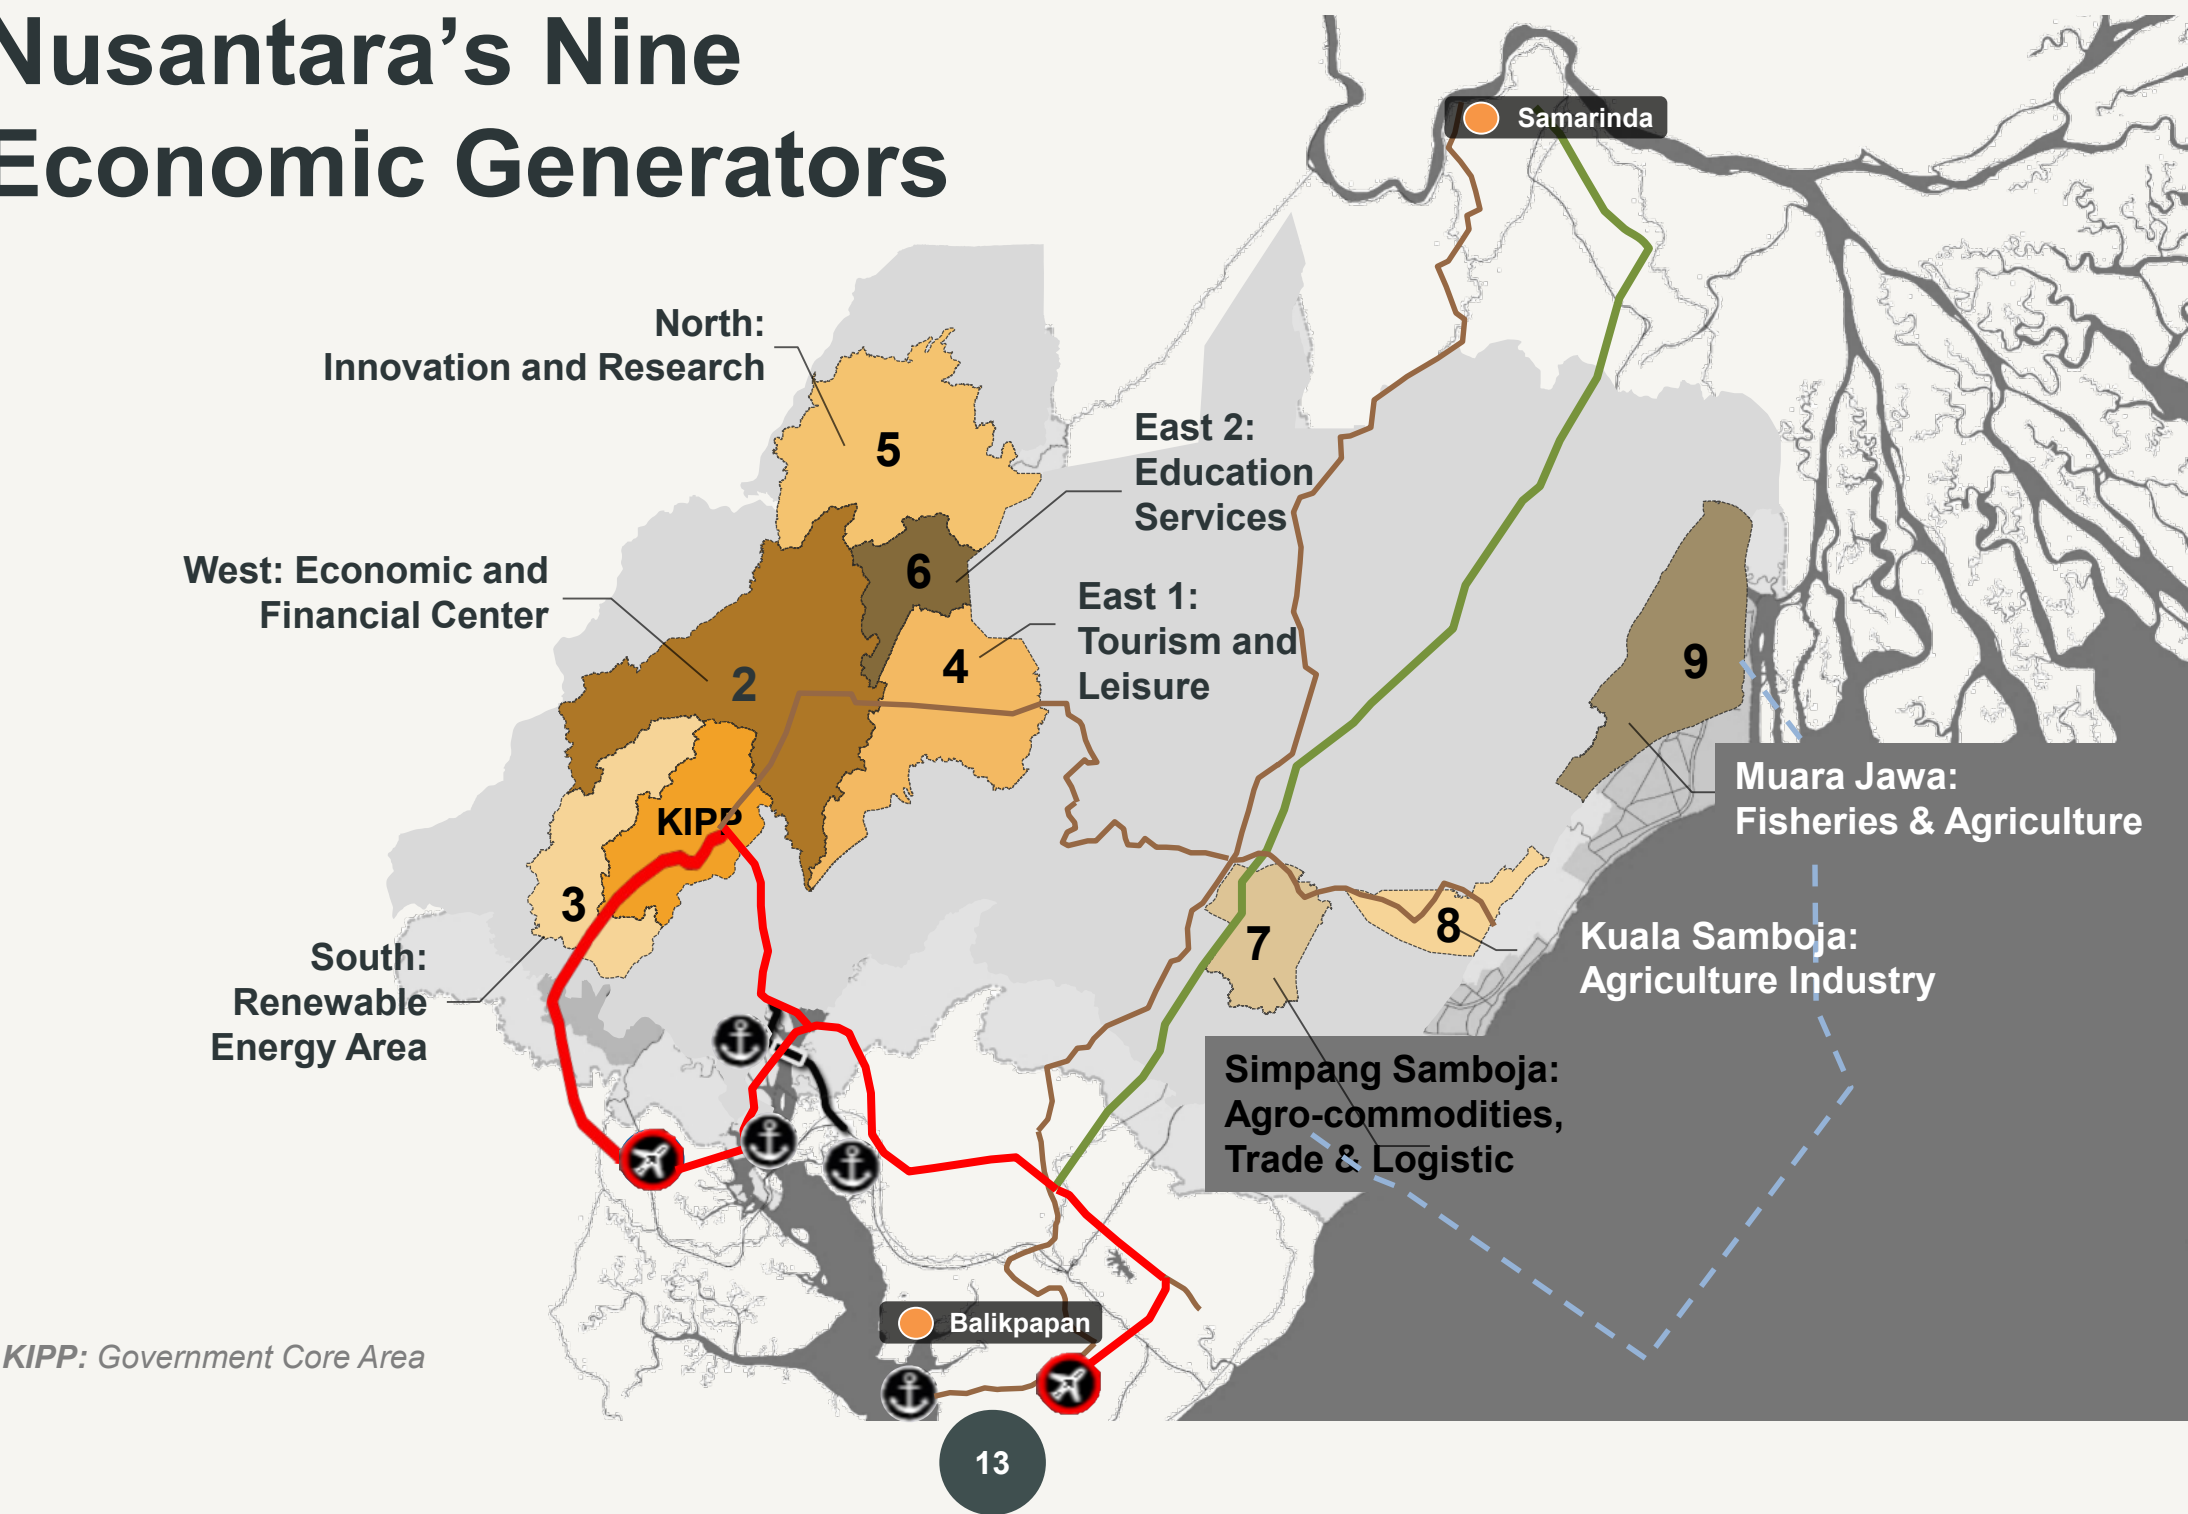 Nusantara's Nine
Economic Generators
Samarinda
North:
Innovation and Research
5
East 2:
Education
Services
West: Economic and
Financial Center
6
East 1:
Tourism and
Leisure
2
4
9
Muara Jawa:
Fisheries & Agriculture
KIPP
3
7
8
Kuala Samboja:
Agriculture Industry
South:
Renewable
Energy Area
Simpang Samboja:
Agro-commodities,
Trade & Logistic
Balikpapan
KIPP: Government Core Area
13